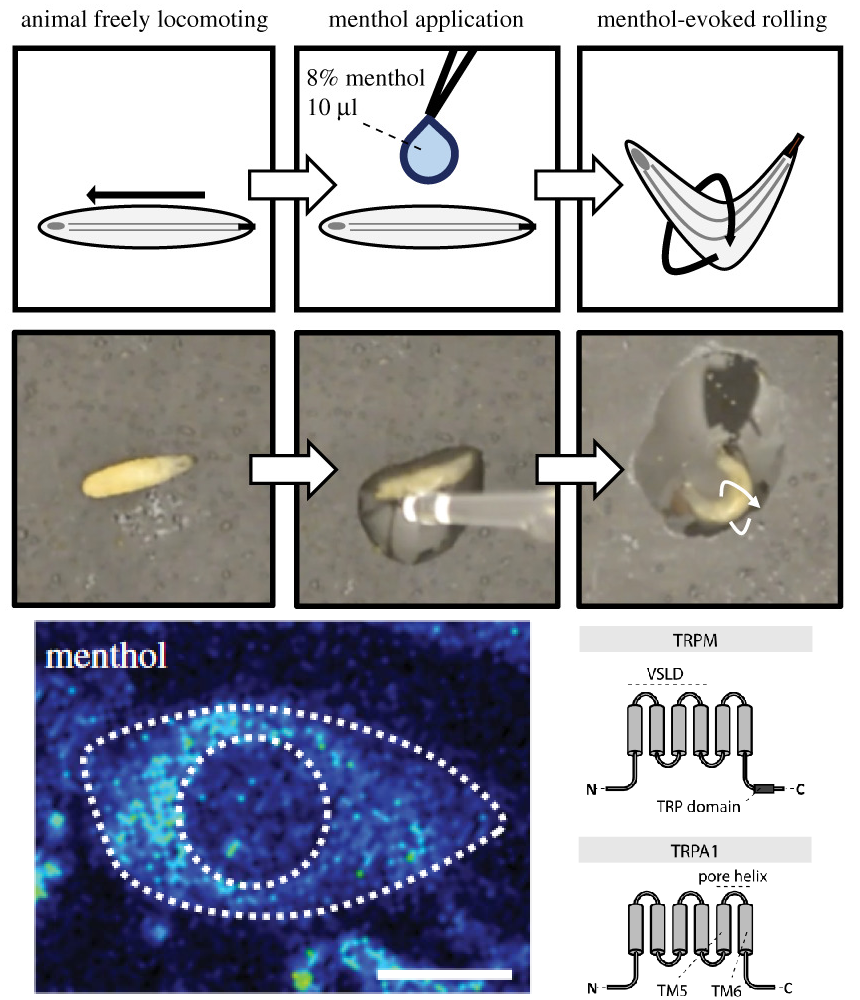 animal freely locomoting
menthol application
menthol-evoked rolling
8% menthol
10 µl
menthol
TRPM
VSLD
N
C
TRP domain
TRPA1
pore helix
N
C
TM5
TM6